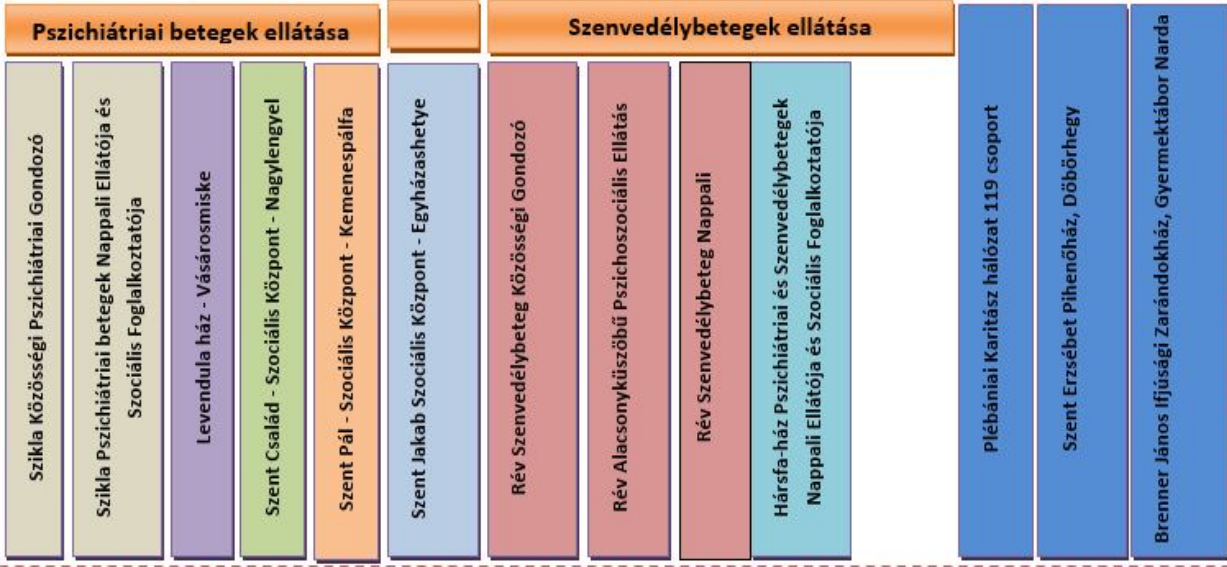 Pszichiátriai betegek ellátása
Szenvedélybetegek ellátása
Szikla Közösségi Pszichiátriai Gondozó
Szikla Pszichiátriai betegek Nappali Ellátója és
Szociális Foglalkoztatója
Levendula ház - Vásárosmiske
Szent Család - Szociális Központ - Nagylengyel
Szent Pál - Szociális Központ - Kemenespálfa
Szent Jakab Szociális Központ - Egyházashetye
Rév Szenvedélybeteg Közösségi Gondozó
Rév Alacsonyküszöbű Pszichoszociális Ellátás
Rév Szenvedélybeteg Nappali
Hársfa-ház Pszichiátriai és Szenvedélybetegek
Nappali Ellátója és Szociális Foglalkoztatója
Plébániai Karitász hálózat 119 csoport
Szent Erzsébet Pihenőház, Döbörhegy
Brenner János Ifjúsági Zarándokház, Gyermektábor Narda